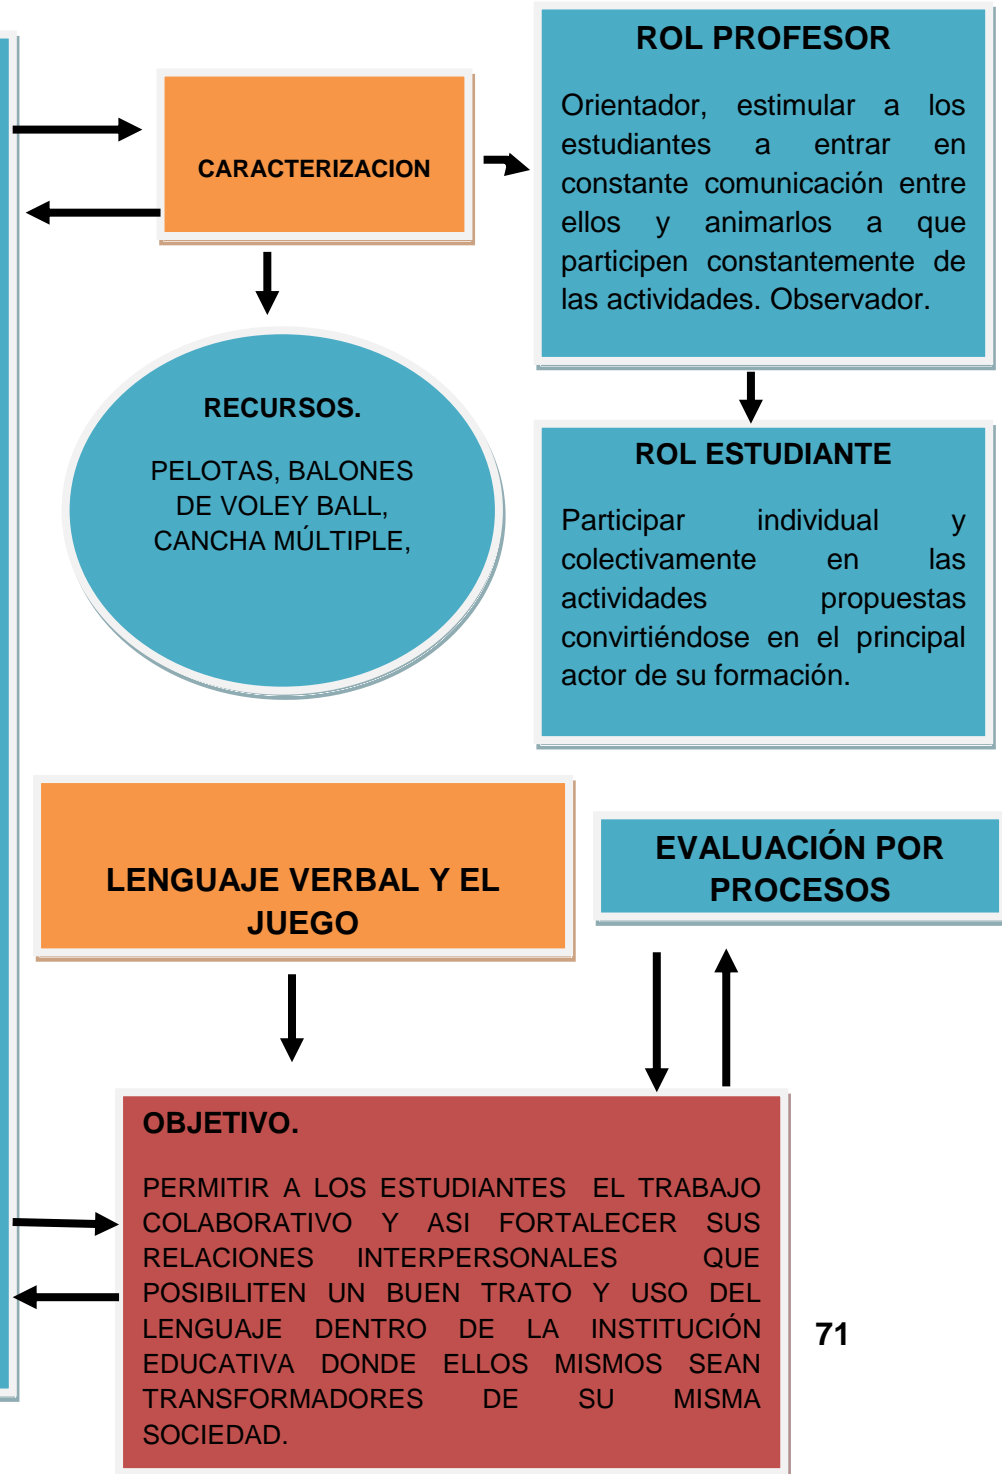 ROL PROFESOR
Orientador, estimular a los
estudiantes a entrar en
constante comunicación entre
ellos y animarlos a que
participen constantemente de
las actividades. Observador.
CARACTERIZACION
RECURSOS.
PELOTAS, BALONES
DE VOLEY BALL,
CANCHA MÚLTIPLE,
ROL ESTUDIANTE
Participar individual y
colectivamente en las
actividades propuestas
convirtiéndose en el principal
actor de su formación.
LENGUAJE VERBAL Y EL
JUEGO
EVALUACIÓN POR
PROCESOS
OBJETIVO.
PERMITIR A LOS ESTUDIANTES EL TRABAJO
COLABORATIVO Y ASI FORTALECER SUS
RELACIONES INTERPERSONALES QUE
POSIBILITEN UN BUEN TRATO Y USO DEL
LENGUAJE DENTRO DE LA INSTITUCIÓN
EDUCATIVA DONDE ELLOS MISMOS SEAN
TRANSFORMADORES DE SU MISMA
SOCIEDAD.
71